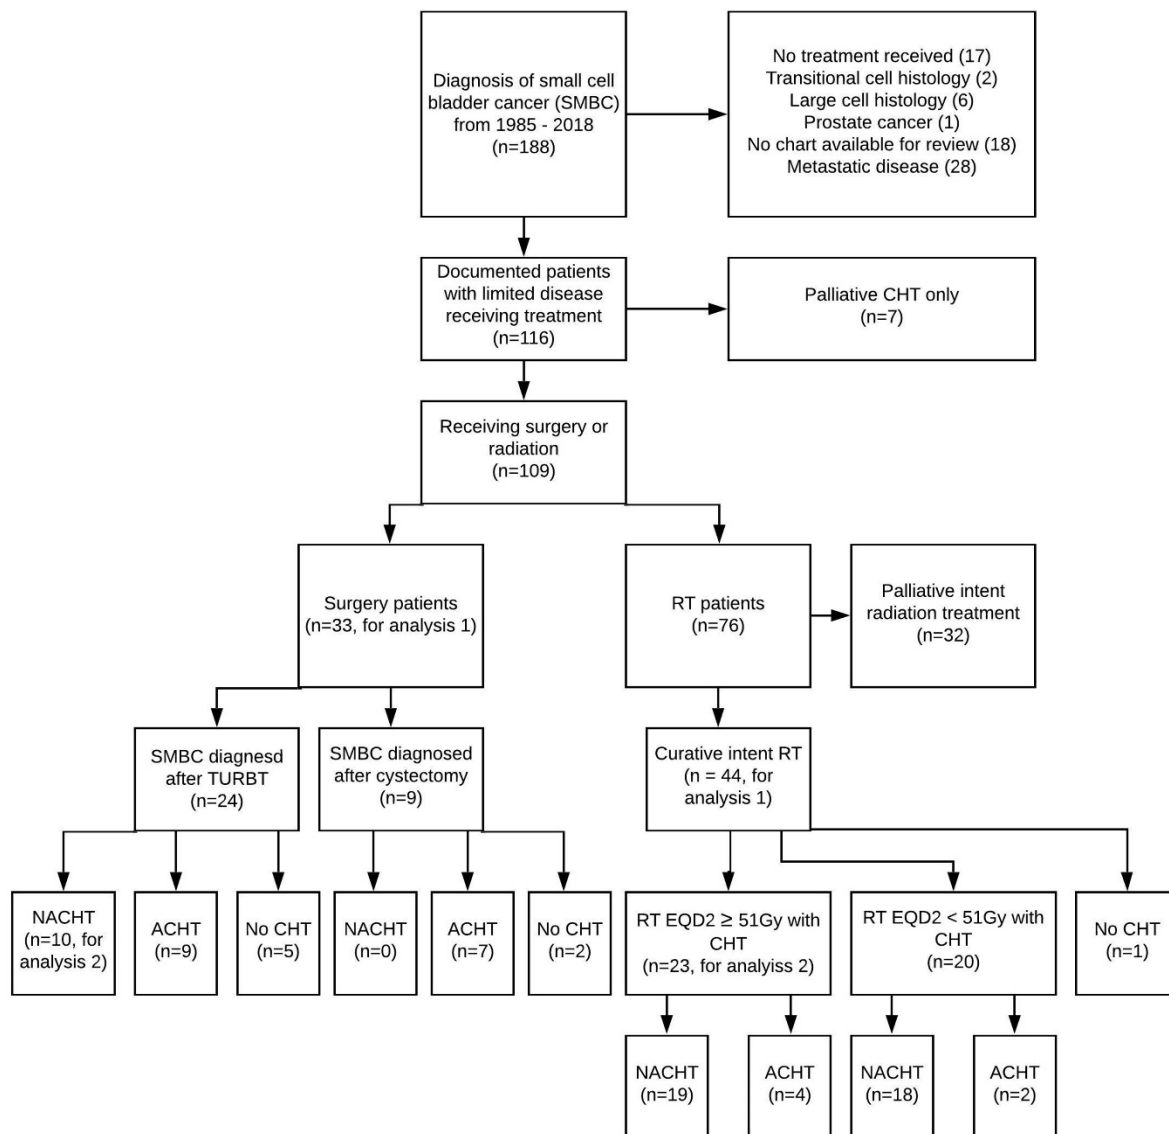 Diagnosis of small cell
bladder cancer (SMBC)
from 1985 - 2018
(n=188)
No treatment received (17)
Transitional cell histology (2)
Large cell histology (6)
Prostate cancer (1)
No chart available for review (18)
Metastatic disease (28)
Documented patients
with limited disease
receiving treatment
(n=116)
Palliative CHT only
(n=7)
Receiving surgery or
radiation
(n=109)
Surgery patients
(n=33, for analysis 1)
RT patients
(n=76)
Palliative intent
radiation treatment
(n=32)
SMBC diagnesd
after TURBT
(n=24)
SMBC diagnosed
after cystectomy
(n=9)
Curative intent RT
(n = 44, for
analysis 1)
NACHT
(n=10, for
analysis 2)
ACHT
(n=9)
No CHT
(n=5)
NACHT
(n=0)
ACHT
(n=7)
No CHT
(n=2)
RT EQD2 ≥ 51Gy with
CHT
(n=23, for analyiss 2)
RT EQD2 < 51Gy with
CHT
(n=20)
No CHT
(n=1)
NACHT
(n=19)
ACHT
(n=4)
NACHT
(n=18)
ACHT
(n=2)